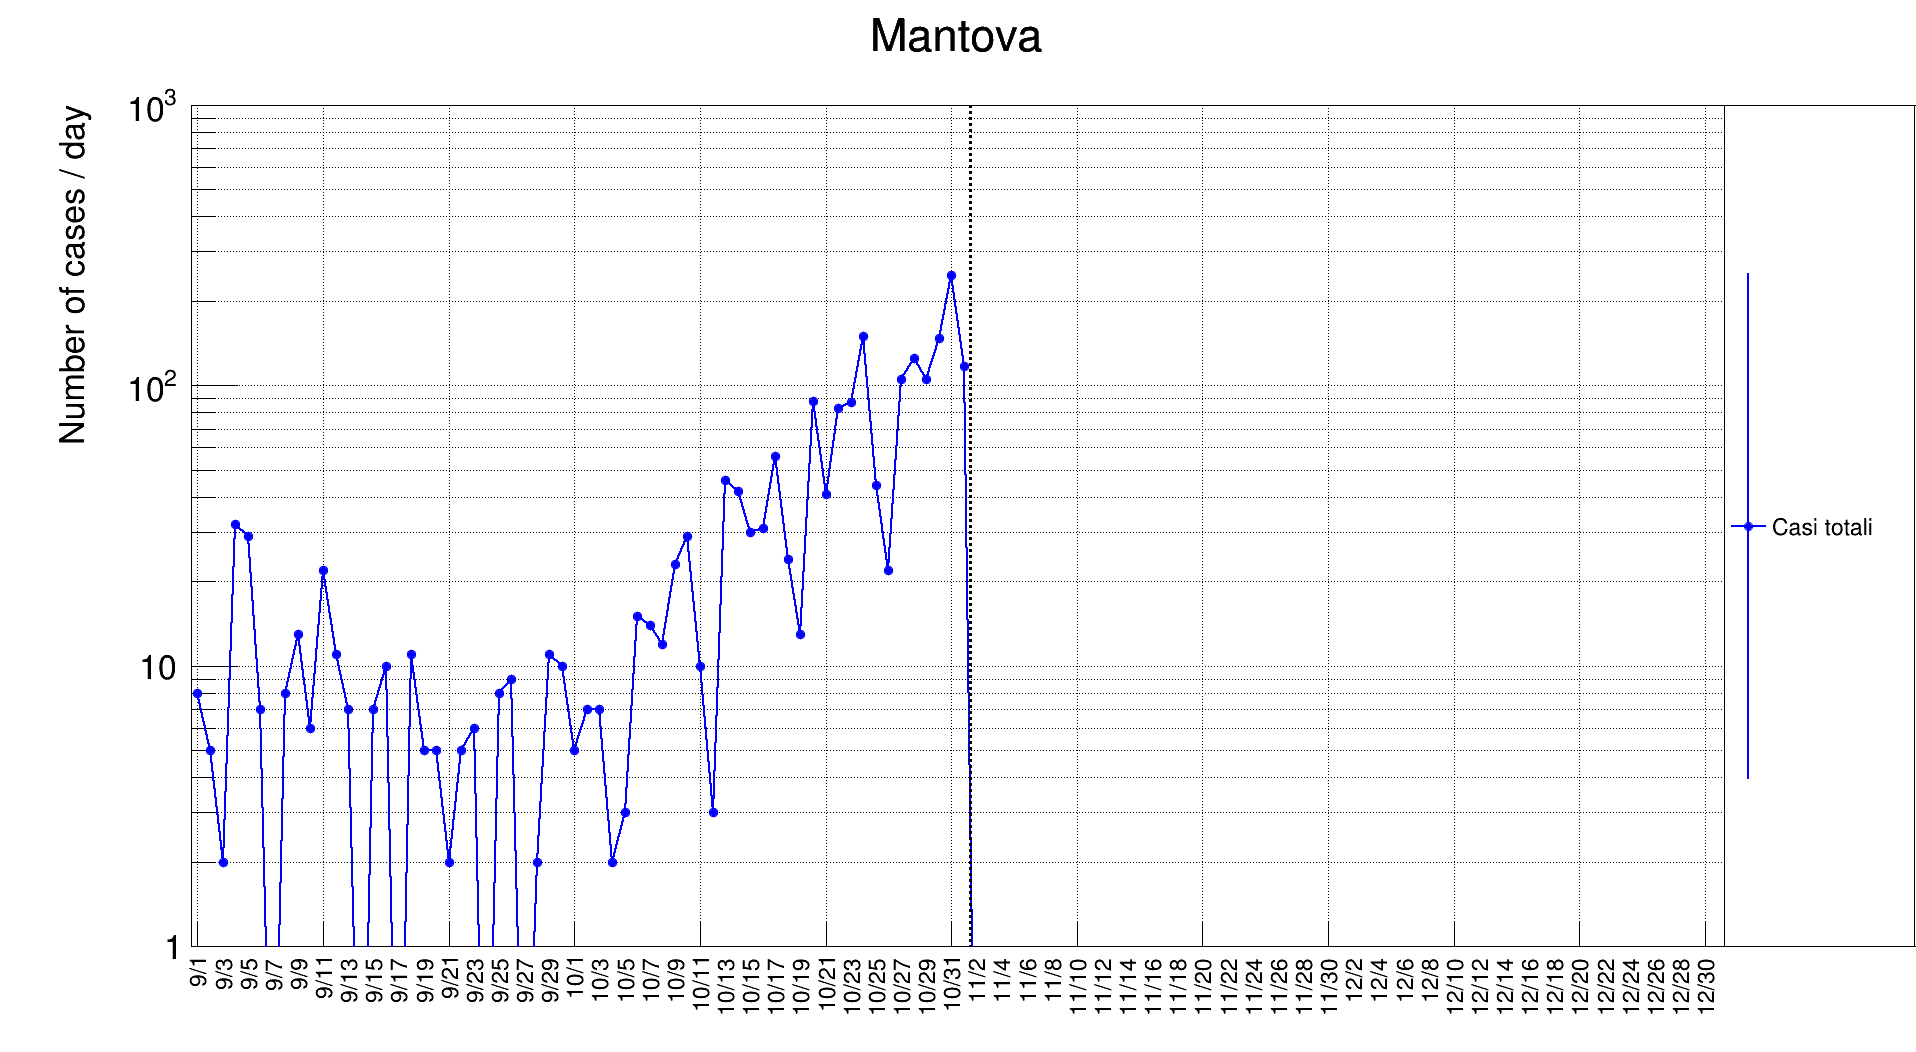 Mantova
Number of cases / day
10³
10²
10
1
9/1 9/3 9/5 9/7 9/9 9/11 9/13 9/15 9/17 9/19 9/21 9/23 9/25 9/27 9/29 10/1 10/3 10/5 10/7 10/9 10/11 10/13 10/15 10/17 10/19 10/21 10/23 10/25 10/27 10/29 10/31 11/2 11/4 11/6 11/8 11/10 11/12 11/14 11/16 11/18 11/20 11/22 11/24 11/26 11/28 11/30 12/2 12/4 12/6 12/8 12/10 12/12 12/14 12/16 12/18 12/20 12/22 12/24 12/26 12/28 12/30
Casi totali